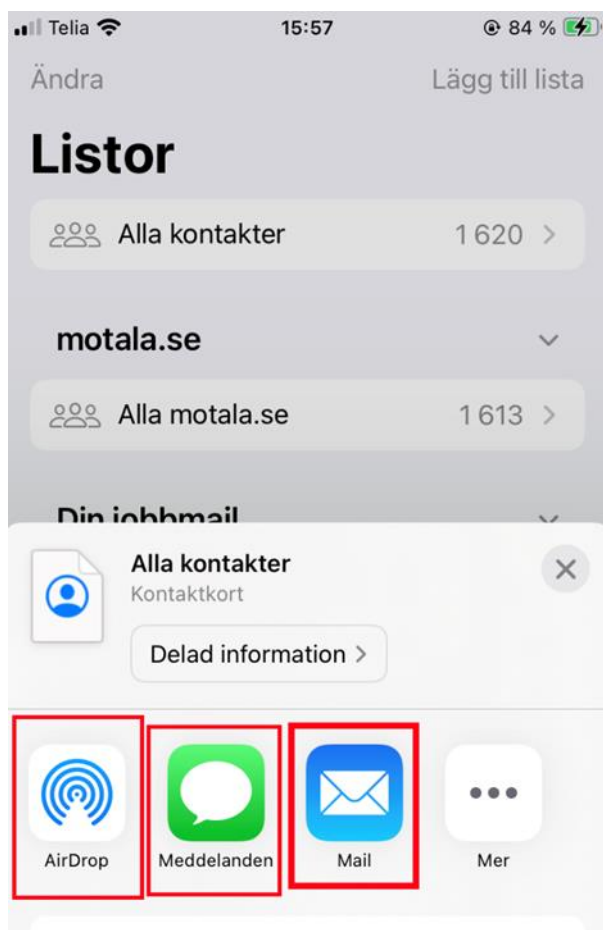 Telia 15:57 84 %
Ändra Lägg till lista
Listor
Alla kontakter 1 620
motala.se
Alla motala.se 1 613
Din jobbmail
Alla kontakter
Kontaktkort
Delad information
AirDrop Meddelanden Mail Mer